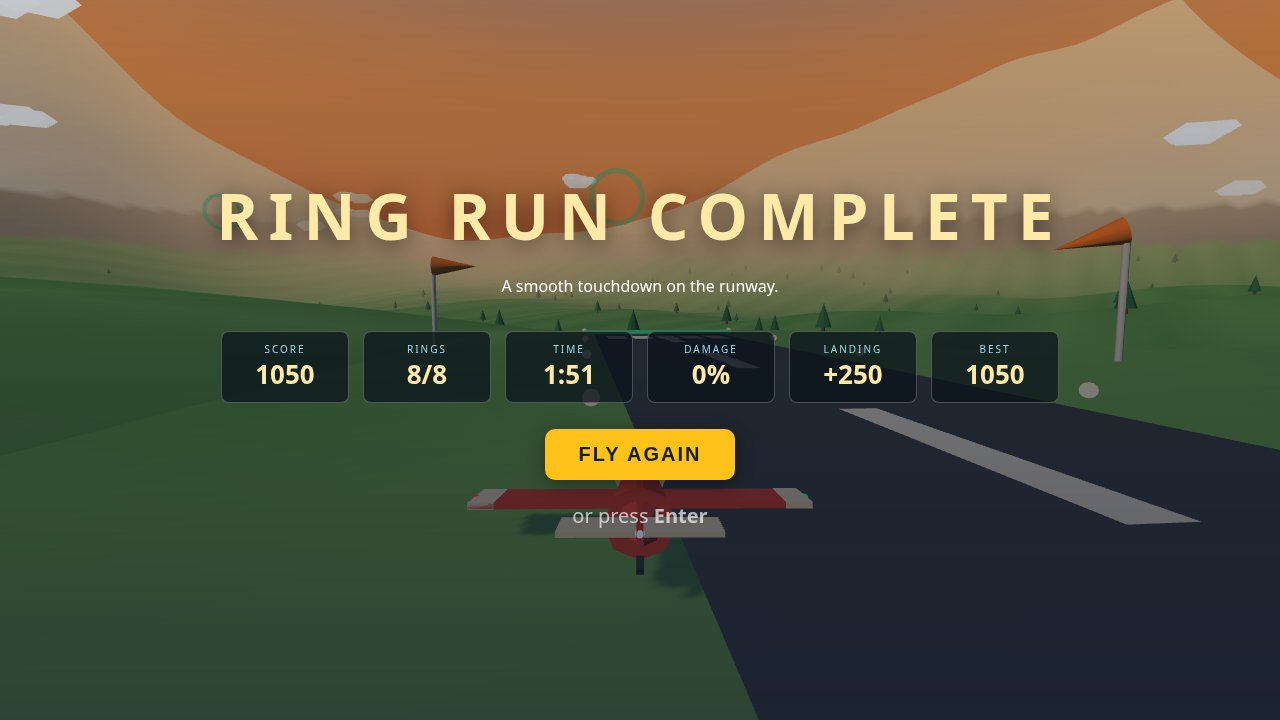 RING RUN COMPLETE
A smooth touchdown on the runway.
SCORE RINGS TIME DAMAGE LANDING BEST
1050 8/8 1:51 0% +250 1050
FLY AGAIN
or press Enter